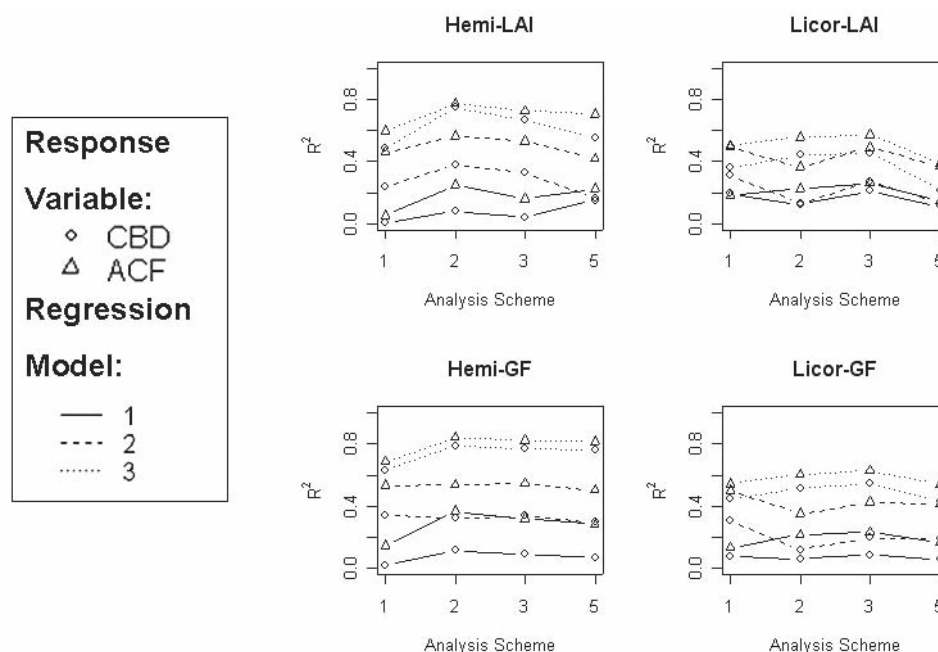 Response
Variable:
CBD
ACF
Regression
Model:
1
2
3
Hemi-LAI
R²
0.0 0.4 0.8
1 2 3 5
Analysis Scheme
Licor-LAI
R²
0.0 0.4 0.8
1 2 3 5
Analysis Scheme
Hemi-GF
R²
0.0 0.4 0.8
1 2 3 5
Analysis Scheme
Licor-GF
R²
0.0 0.4 0.8
1 2 3 5
Analysis Scheme